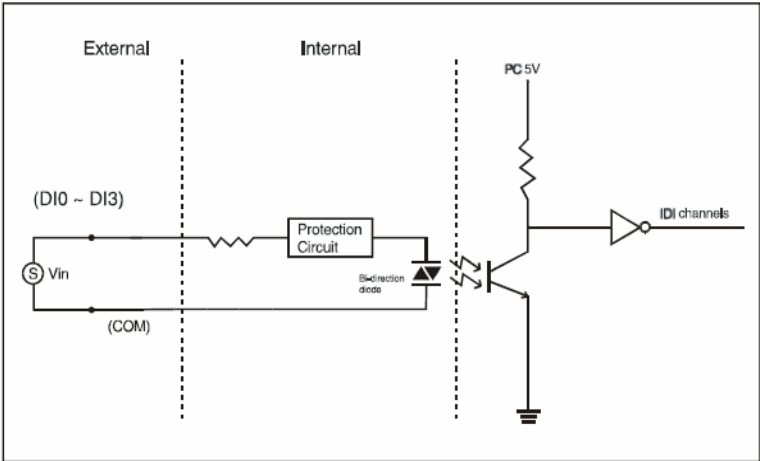 External
Internal
PC 5V
(DI0 ~ DI3)
Protection
Circuit
IDI channels
S
Vin
Bi-direction
diode
(COM)